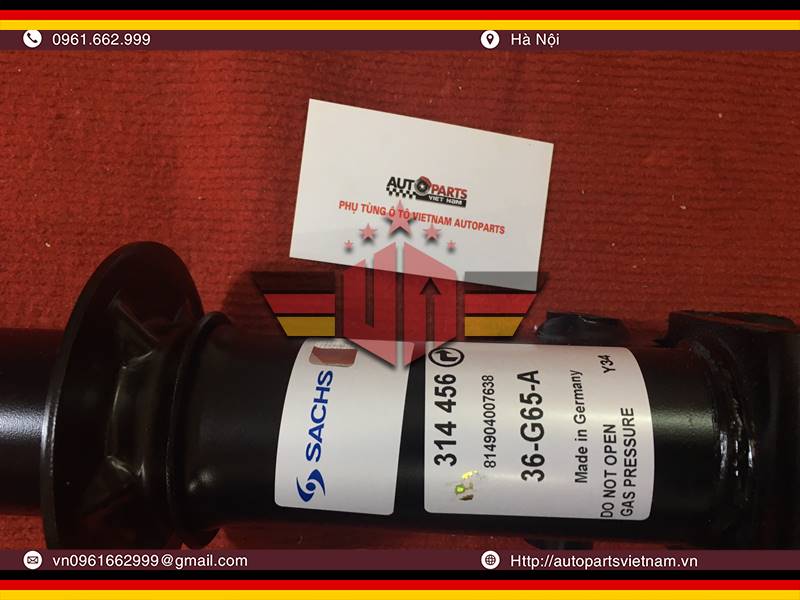 0961.662.999
Hà Nội
AUTOPARTS
VIET NAM
PHỤ TÙNG Ô TÔ VIETNAM AUTOPARTS
SACHS
314 456
814904007638
36-G65-A
Made in Germany
Y34
DO NOT OPEN
GAS PRESSURE
vn0961662999@gmail.com
Http://autopartsvietnam.vn